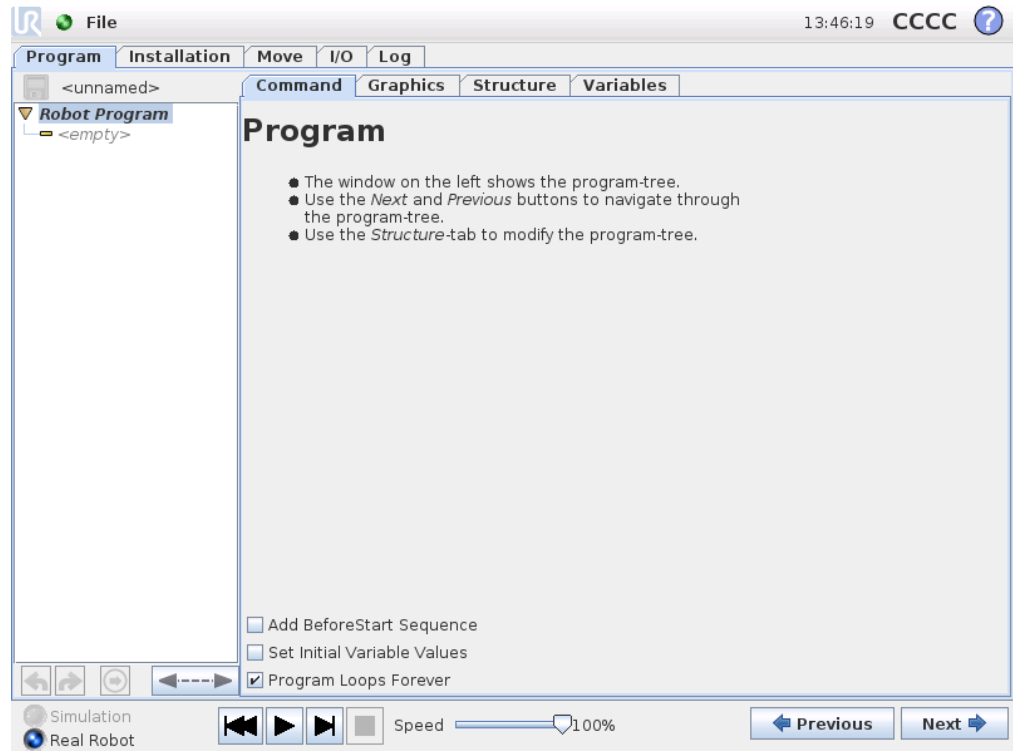 UR File 13:46:19 CCCC ?
Program Installation Move I/O Log
<unnamed> Command Graphics Structure Variables
Robot Program
<empty>
Program
The window on the left shows the program-tree.
Use the Next and Previous buttons to navigate through
the program-tree.
Use the Structure-tab to modify the program-tree.
Add BeforeStart Sequence
Set Initial Variable Values
Program Loops Forever
Simulation
Real Robot
Speed 100% Previous Next